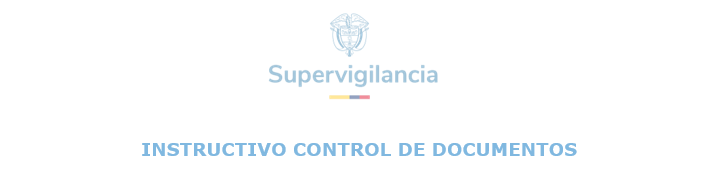 Supervigilancia
INSTRUCTIVO CONTROL DE DOCUMENTOS